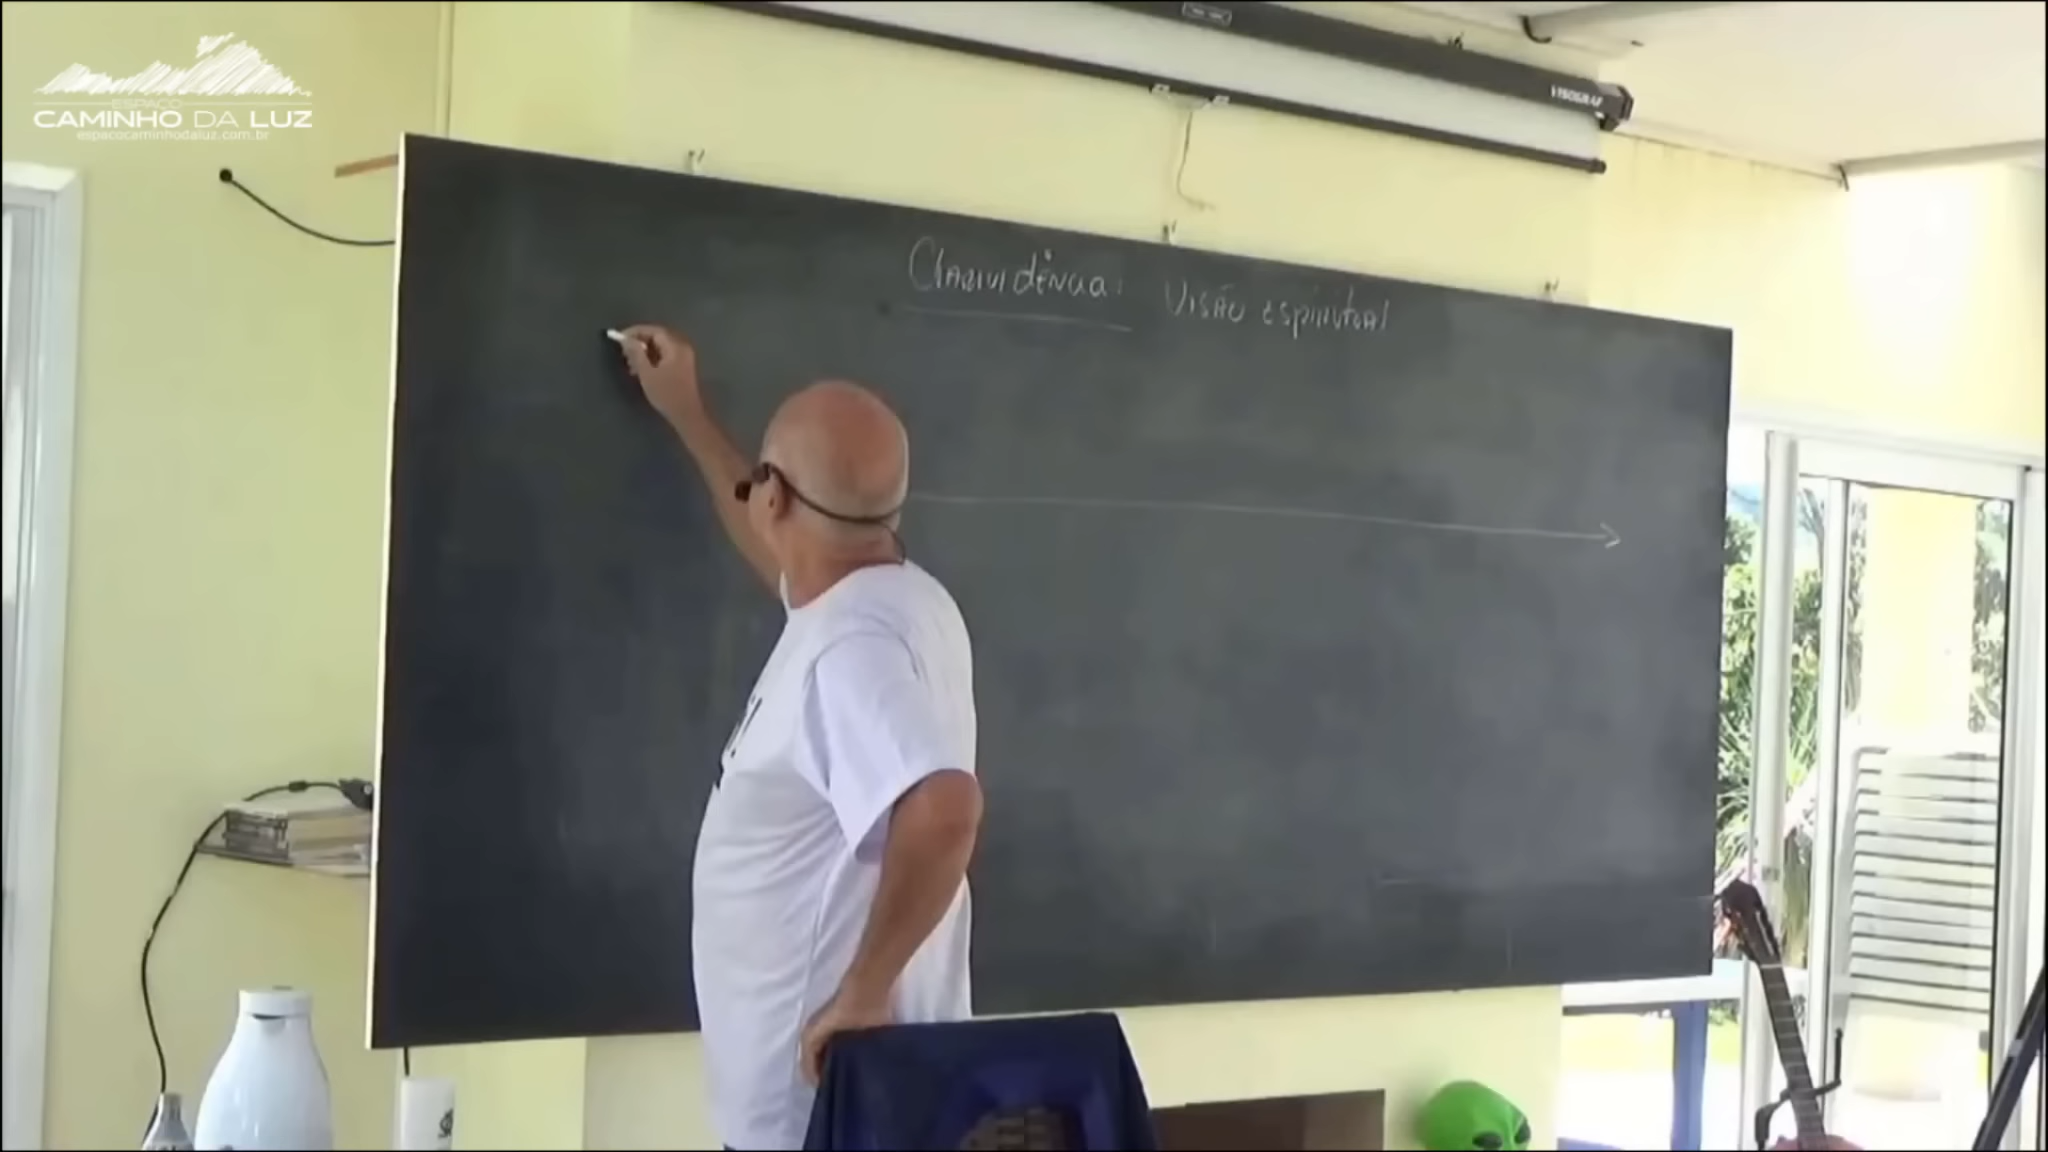 ESPAÇO
CAMINHO DA LUZ
espacocaminhodaluz.com.br
Clarividência: Visão espiritual